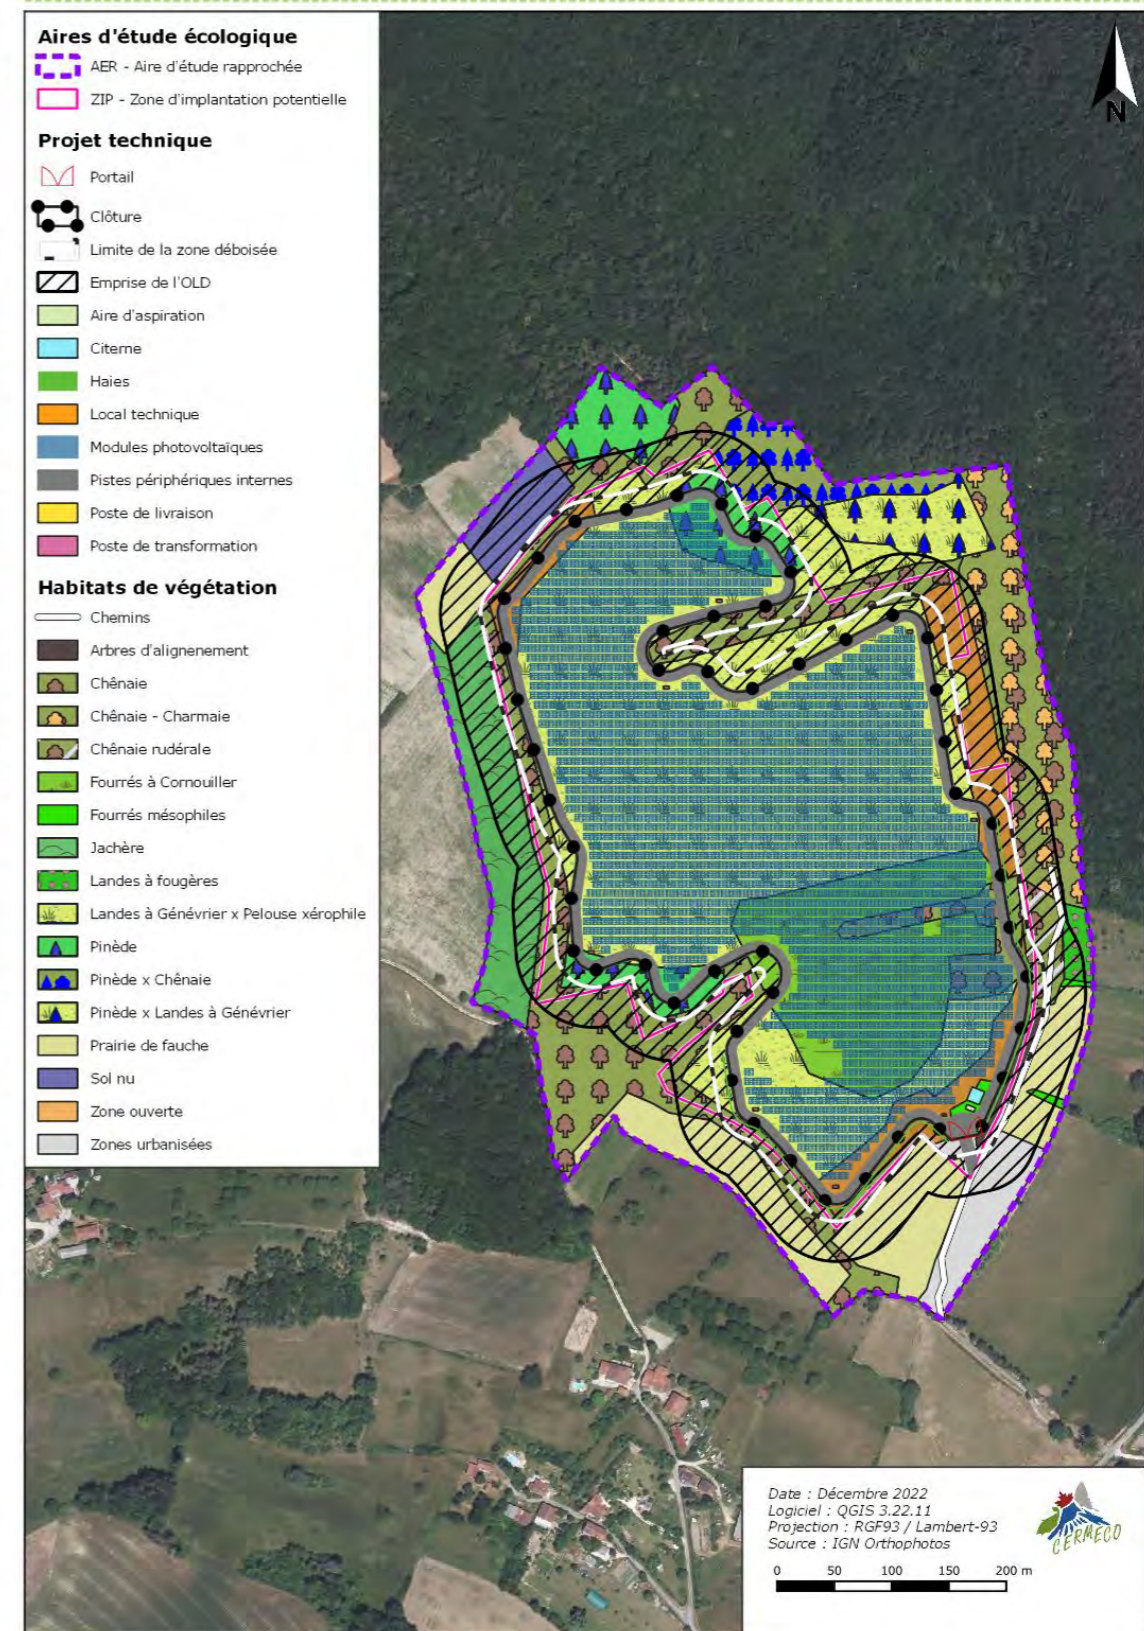 Aires d'étude écologique
AER - Aire d'étude rapprochée
ZIP - Zone d'implantation potentielle
Projet technique
Portail
Clôture
Limite de la zone déboisée
Emprise de l'OLD
Aire d'aspiration
Citerne
Haies
Local technique
Modules photovoltaïques
Pistes périphériques internes
Poste de livraison
Poste de transformation
Habitats de végétation
Chemins
Arbres d'alignenement
Chênaie
Chênaie - Charmaie
Chênaie rudérale
Fourrés à Cornouiller
Fourrés mésophiles
Jachère
Landes à fougères
Landes à Génévrier x Pelouse xérophile
Pinède
Pinède x Chênaie
Pinède x Landes à Génévrier
Prairie de fauche
Sol nu
Zone ouverte
Zones urbanisées
N
Date : Décembre 2022
Logiciel : QGIS 3.22.11
Projection : RGF93 / Lambert-93
Source : IGN Orthophotos
CERMECO
0 50 100 150 200 m